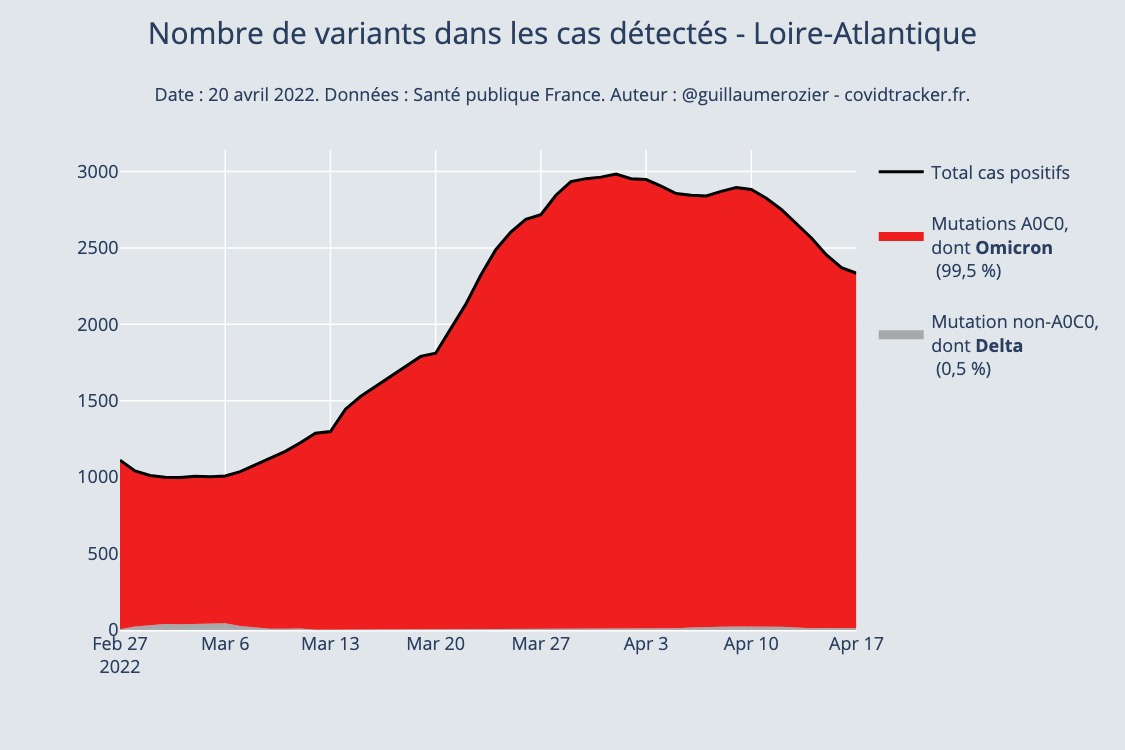 Nombre de variants dans les cas détectés - Loire-Atlantique
Date : 20 avril 2022. Données : Santé publique France. Auteur : @guillaumerozier - covidtracker.fr.
3000
2500
2000
1500
1000
500
0
Feb 27
2022
Mar 6
Mar 13
Mar 20
Mar 27
Apr 3
Apr 10
Apr 17
Total cas positifs
Mutations A0C0,
dont Omicron
(99,5 %)
Mutation non-A0C0,
dont Delta
(0,5 %)